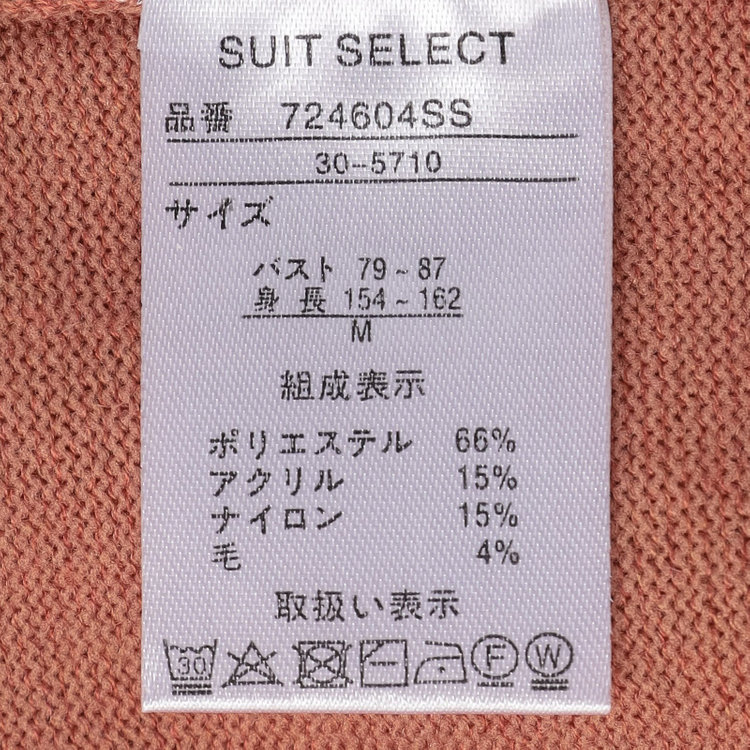 SUIT SELECT
品番 724604SS
30-5710
サイズ
バスト 79~87
身長 154~162
M
組成表示
ポリエステル 66%
アクリル 15%
ナイロン 15%
毛 4%
取扱い表示
30 F W